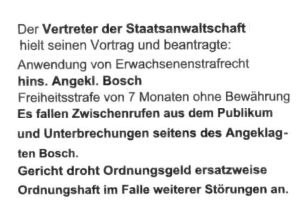 Der Vertreter der Staatsanwaltschaft
hielt seinen Vortrag und beantragte:
Anwendung von Erwachsenenstrafrecht
hins. Angekl. Bosch
Freiheitsstrafe von 7 Monaten ohne Bewährung
Es fallen Zwischenrufen aus dem Publikum
und Unterbrechungen seitens des Angeklag-
ten Bosch.
Gericht droht Ordnungsgeld ersatzweise
Ordnungshaft im Falle weiterer Störungen an.